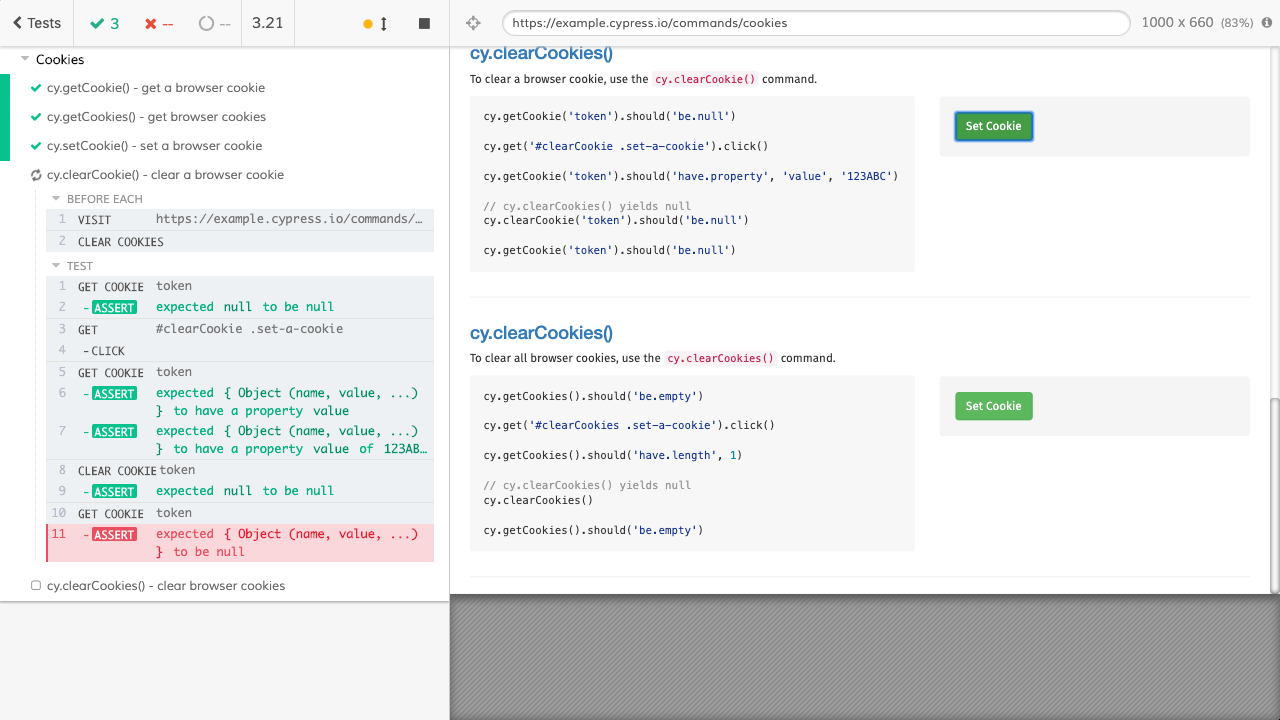 Tests 3 -- -- 3.21
https://example.cypress.io/commands/cookies 1000 x 660 (83%)
Cookies
cy.getCookie() - get a browser cookie
cy.getCookies() - get browser cookies
cy.setCookie() - set a browser cookie
cy.clearCookie() - clear a browser cookie
BEFORE EACH
1 VISIT https://example.cypress.io/commands/…
2 CLEAR COOKIES
TEST
1 GET COOKIE token
2 -ASSERT expected null to be null
3 GET #clearCookie .set-a-cookie
4 -CLICK
5 GET COOKIE token
6 -ASSERT expected { Object (name, value, ...)
} to have a property value
7 -ASSERT expected { Object (name, value, ...)
} to have a property value of 123AB…
8 CLEAR COOKIE token
9 -ASSERT expected null to be null
10 GET COOKIE token
11 -ASSERT expected { Object (name, value, ...)
} to be null
cy.clearCookies() - clear browser cookies
cy.clearCookies()
To clear a browser cookie, use the cy.clearCookie() command.
cy.getCookie('token').should('be.null')
cy.get('#clearCookie .set-a-cookie').click()
cy.getCookie('token').should('have.property', 'value', '123ABC')
// cy.clearCookies() yields null
cy.clearCookie('token').should('be.null')
cy.getCookie('token').should('be.null')
Set Cookie
cy.clearCookies()
To clear all browser cookies, use the cy.clearCookies() command.
cy.getCookies().should('be.empty')
cy.get('#clearCookies .set-a-cookie').click()
cy.getCookies().should('have.length', 1)
// cy.clearCookies() yields null
cy.clearCookies()
cy.getCookies().should('be.empty')
Set Cookie